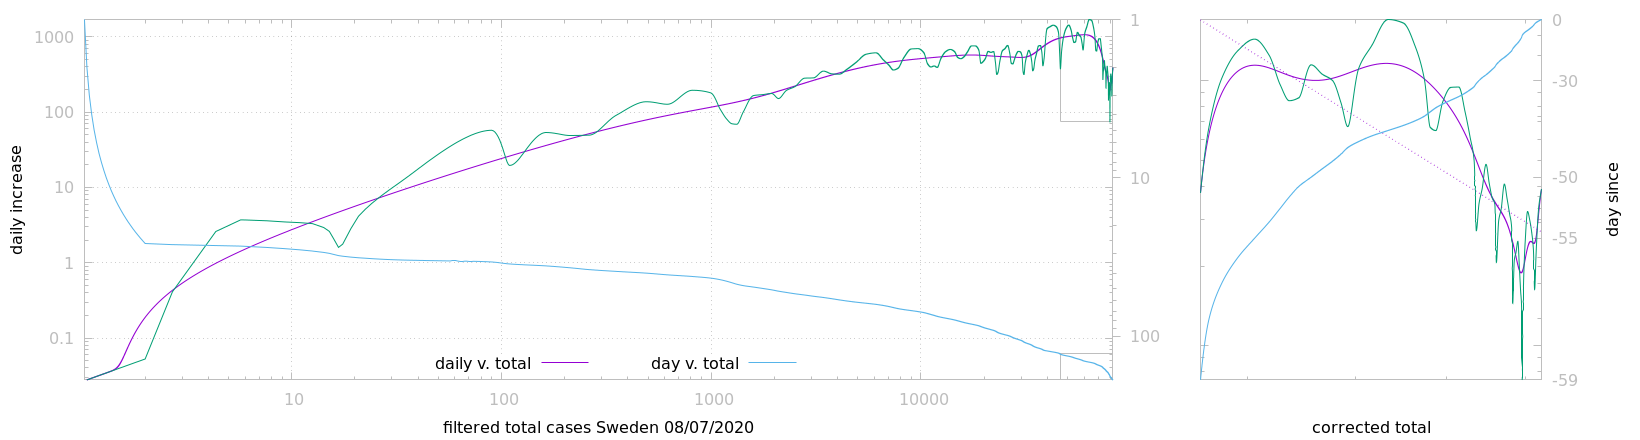 daily increase
1000
100
10
1
0.1
10
100
1000
10000
1
10
100
daily v. total
day v. total
filtered total cases Sweden 08/07/2020
0
-30
-50
-55
-59
day since
corrected total